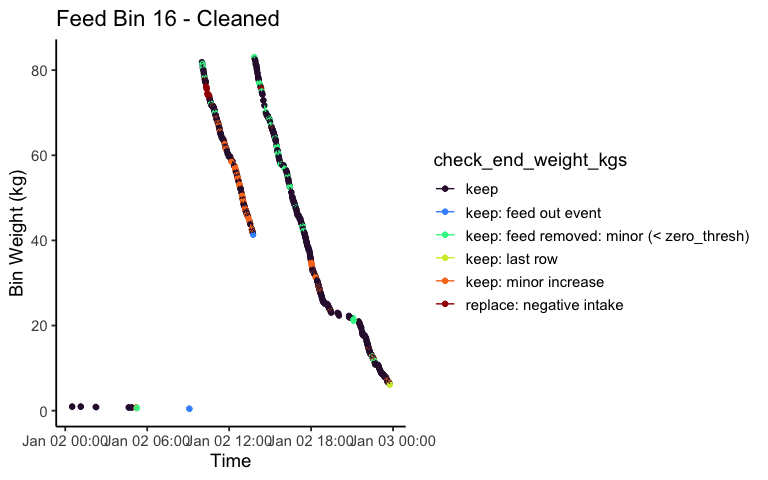 Feed Bin 16 - Cleaned
Bin Weight (kg)
80
60
40
20
0
Jan 02 00:00
Jan 02 06:00
Jan 02 12:00
Jan 02 18:00
Jan 03 00:00
Time
check_end_weight_kgs
keep
keep: feed out event
keep: feed removed: minor (< zero_thresh)
keep: last row
keep: minor increase
replace: negative intake